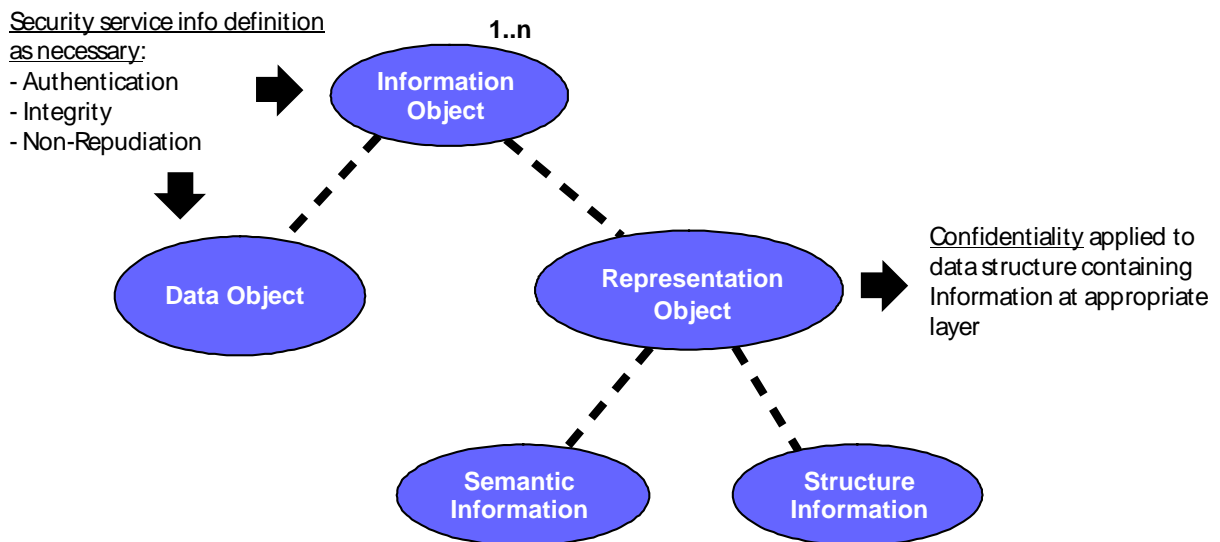 Security service info definition
as necessary:
- Authentication
- Integrity
- Non-Repudiation
1..n
Information
Object
Data Object
Representation
Object
Confidentiality applied to
data structure containing
Information at appropriate
layer
Semantic
Information
Structure
Information